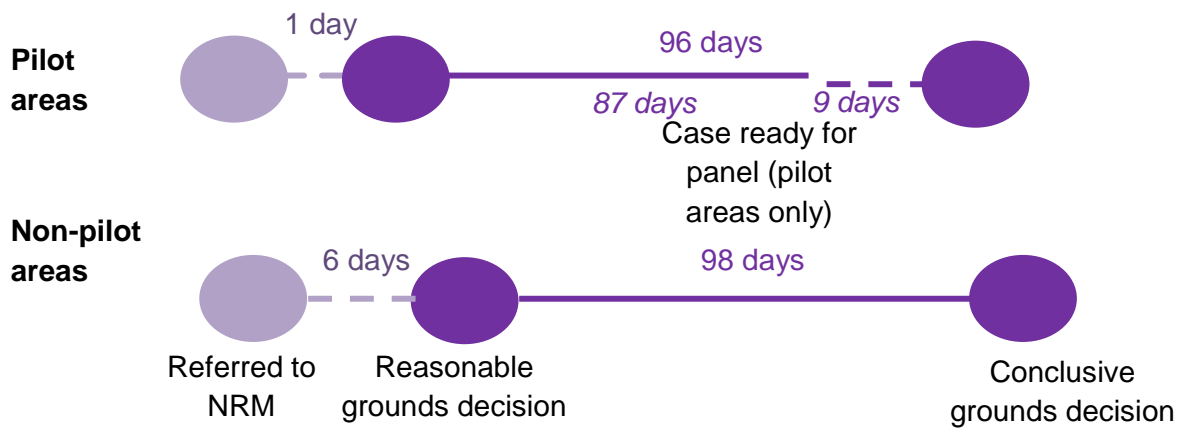 1 day
96 days
Pilot
areas
87 days
9 days
Case ready for
panel (pilot
areas only)
Non-pilot
areas
6 days
98 days
Referred to
NRM
Reasonable
grounds decision
Conclusive
grounds decision